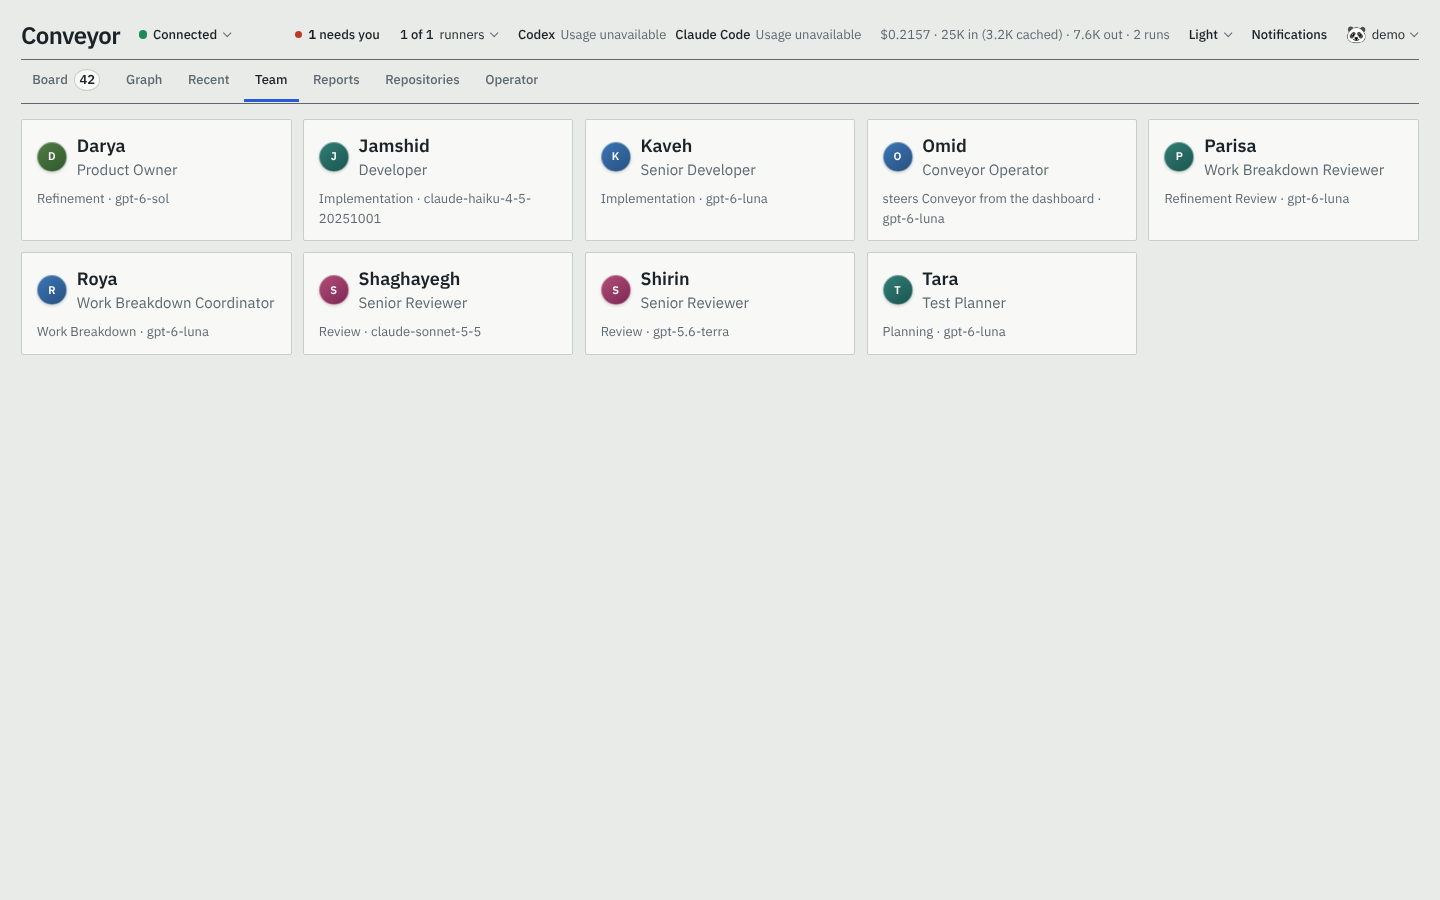 Conveyor Connected 1 needs you 1 of 1 runners Codex Usage unavailable Claude Code Usage unavailable $0.2157 · 25K in (3.2K cached) · 7.6K out · 2 runs Light Notifications demo
Board 42 Graph Recent Team Reports Repositories Operator
D
Darya
Product Owner
Refinement · gpt-6-sol
J
Jamshid
Developer
Implementation · claude-haiku-4-5-
20251001
K
Kaveh
Senior Developer
Implementation · gpt-6-luna
O
Omid
Conveyor Operator
steers Conveyor from the dashboard ·
gpt-6-luna
P
Parisa
Work Breakdown Reviewer
Refinement Review · gpt-6-luna
R
Roya
Work Breakdown Coordinator
Work Breakdown · gpt-6-luna
S
Shaghayegh
Senior Reviewer
Review · claude-sonnet-5-5
S
Shirin
Senior Reviewer
Review · gpt-5.6-terra
T
Tara
Test Planner
Planning · gpt-6-luna